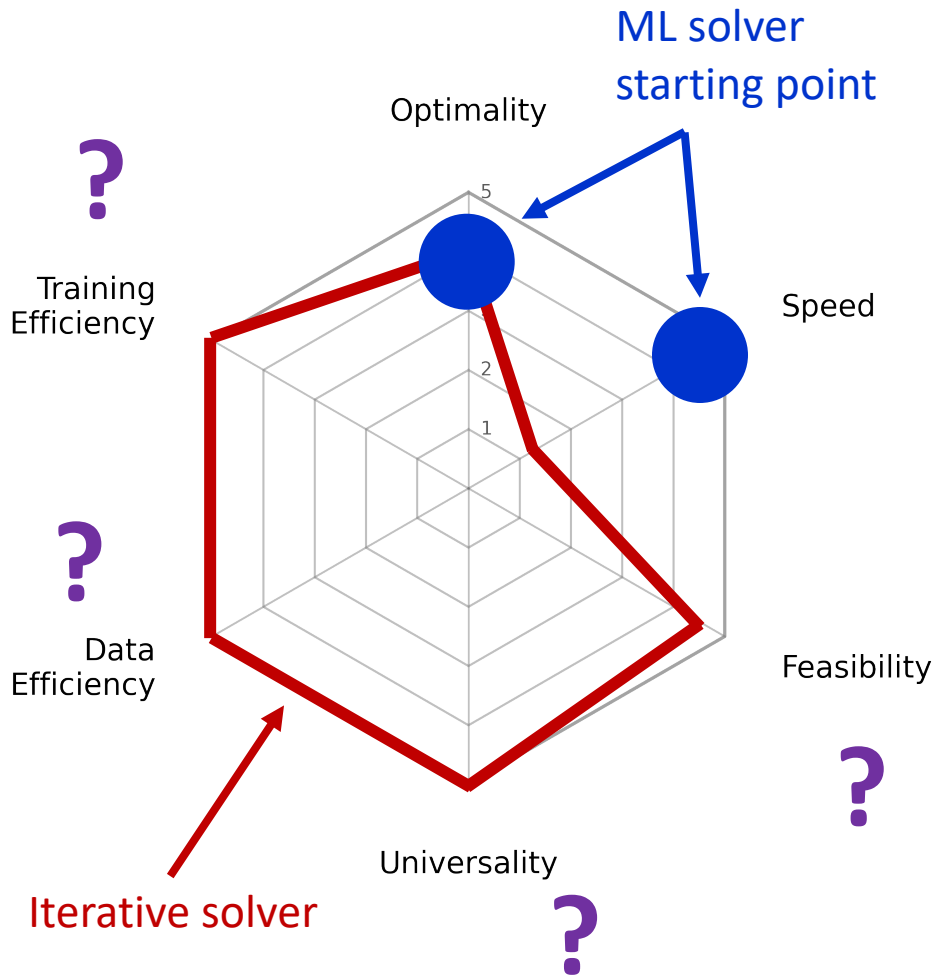 ML solver
starting point
Optimality
?
5
Training
Efficiency
Speed
2
1
?
Data
Efficiency
Feasibility
?
Universality
Iterative solver
?